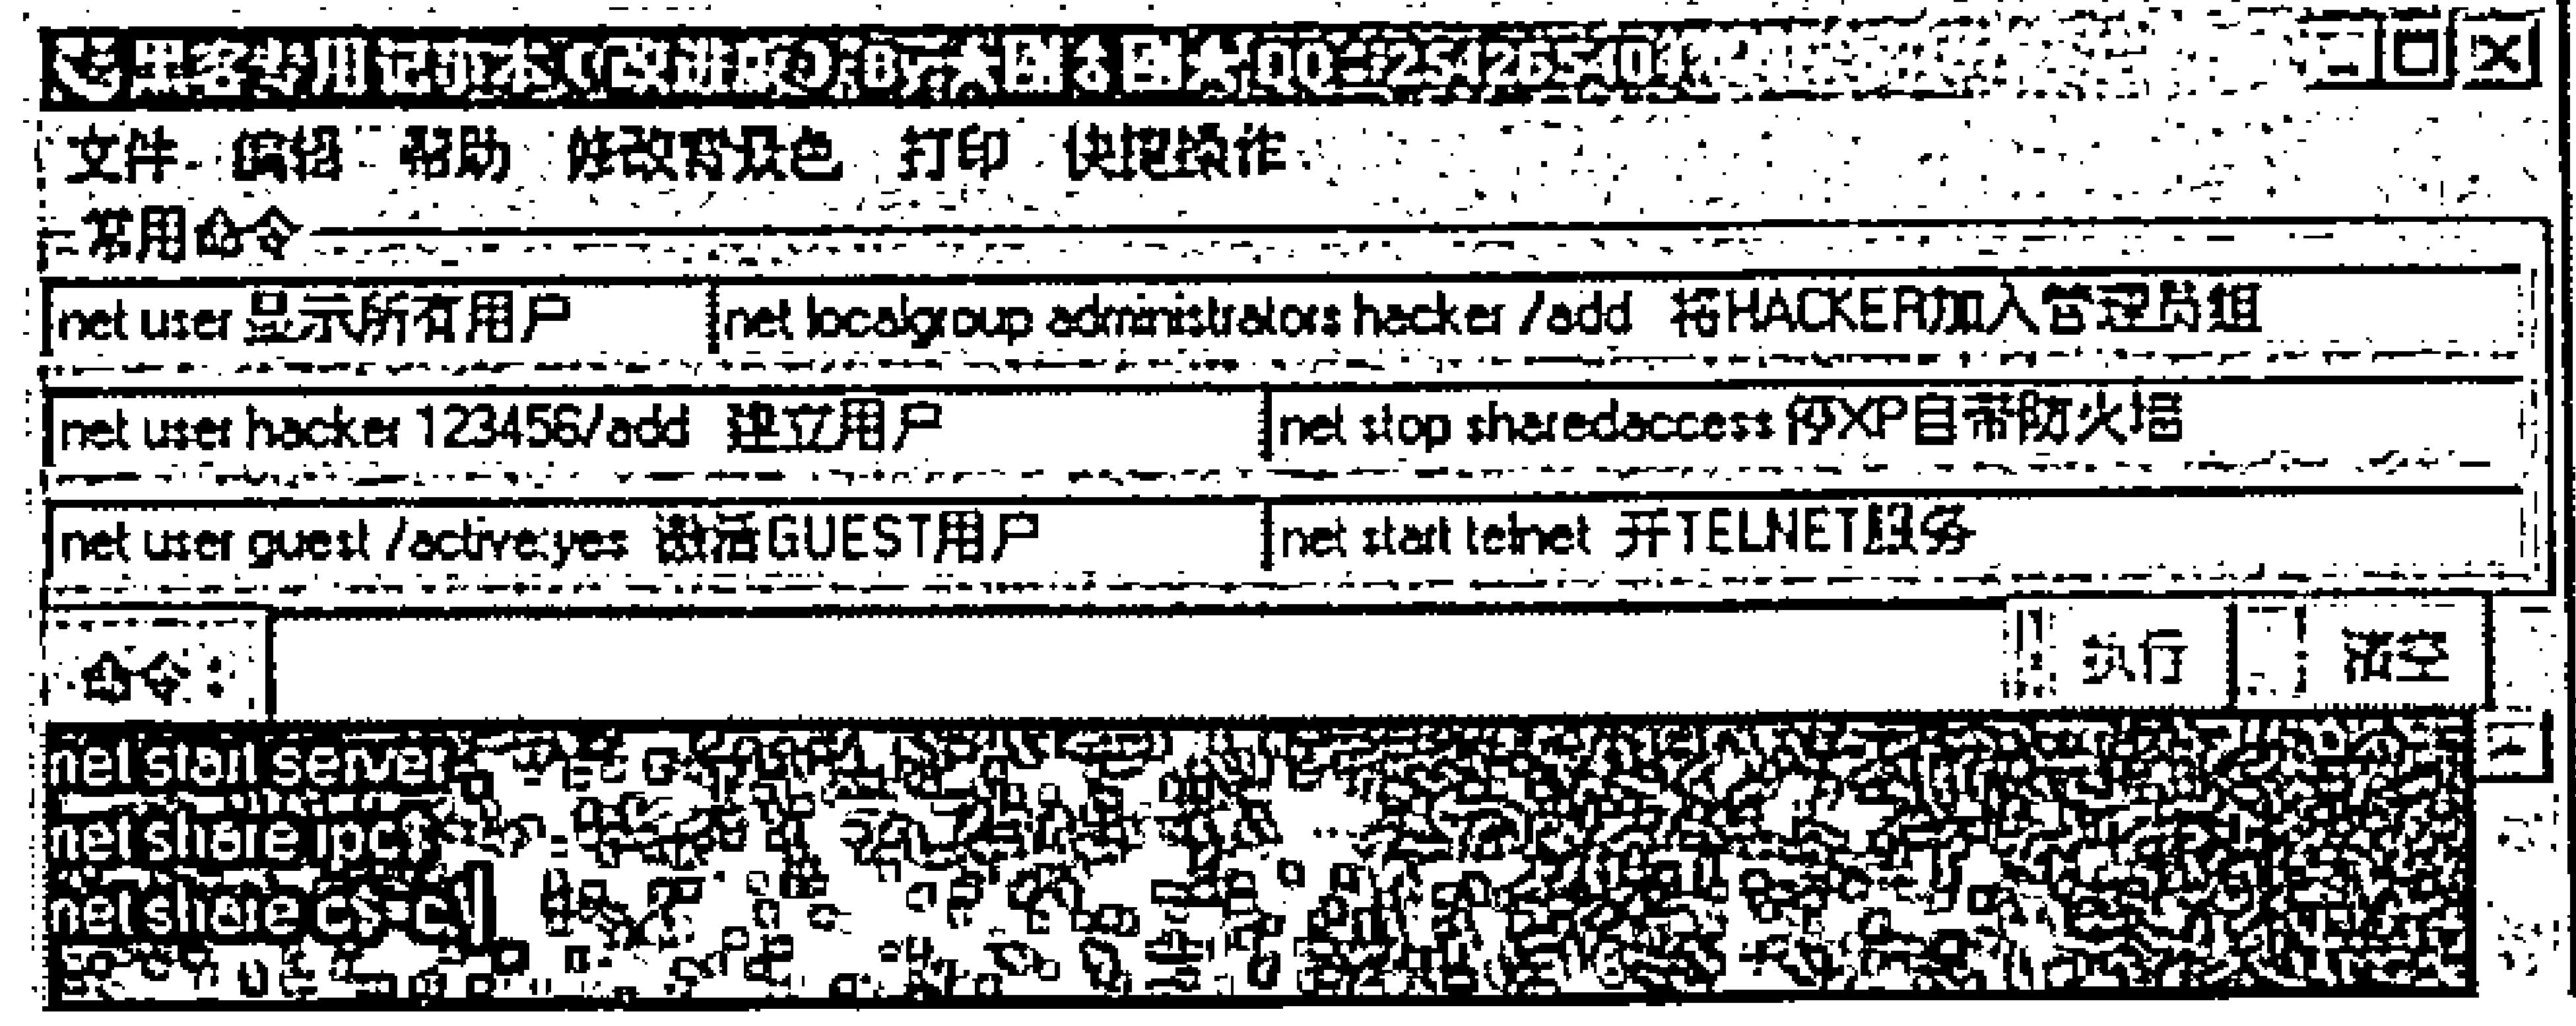 黑客专用记事本(改进版)
文件 编辑 帮助 修改背景色 打印 快捷操作
常用命令
net user 显示所有用户 net localgroup administrators hacker /add 将HACKER加入管理员组
net user hacker 123456/add 建立用户 net stop sharedaccess 停XP自带防火墙
net user guest /active:yes 激活GUEST用户 net start telnet 开TELNET服务
命令: 执行 清空
net start server
net share ipc$
net share c$=c:\